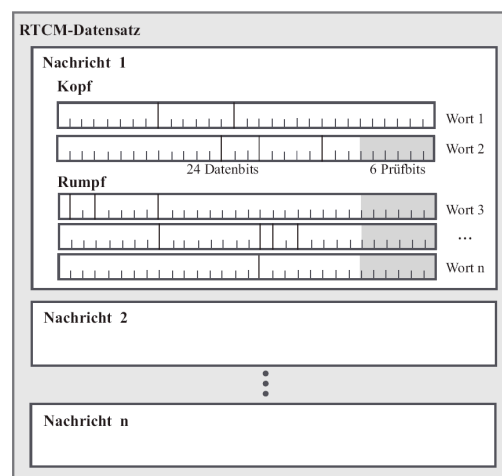 RTCM-Datensatz
Nachricht 1
Kopf
Wort 1
Wort 2
24 Datenbits 6 Prüfbits
Rumpf
Wort 3
...
Wort n
Nachricht 2
Nachricht n